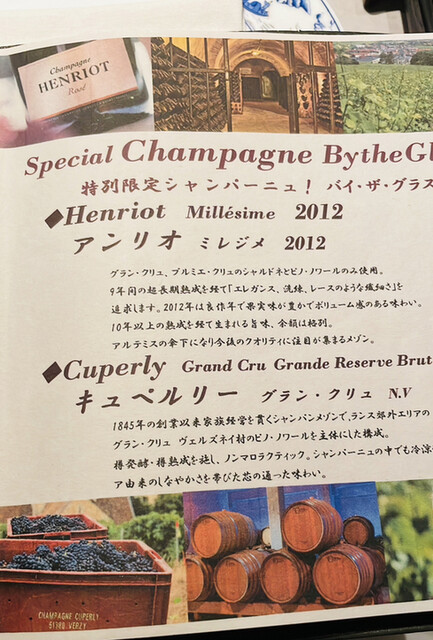 Champagne
HENRIOT
Rosé
Special Champagne BytheGl
特別限定シャンパーニュ！ バイ・ザ・グラス
◆Henriot Millésime 2012
アンリオ ミレジメ 2012
グラン・クリュ、プルミエ・クリュのシャルドネとピノ・ノワールのみ使用。
9年間の超長期熟成を経て「エレガンス、洗練、レースのような繊細さ」を
追求します。2012年は良作年で果実味が豊かでボリューム感のある味わい。
10年以上の熟成を経て生まれる旨味、余韻は格別。
アルテミスの傘下になり今後のクオリティに注目が集まるメゾン。
◆Cuperly Grand Cru Grande Reserve Brut
キュペルリー グラン・クリュ N.V
1845年の創業以来家族経営を貫くシャンパンメゾンで、ランス郊外エリアの
グラン・クリュ ヴェルズネイ村のピノ・ノワールを主体にした構成。
樽発酵・樽熟成を施し、ノンマロラクティック。シャンパーニュの中でも冷涼な
ア由来のしなやかさを帯びた芯の通った味わい。
CHAMPAGNE CUPERLY
51380 VERZY